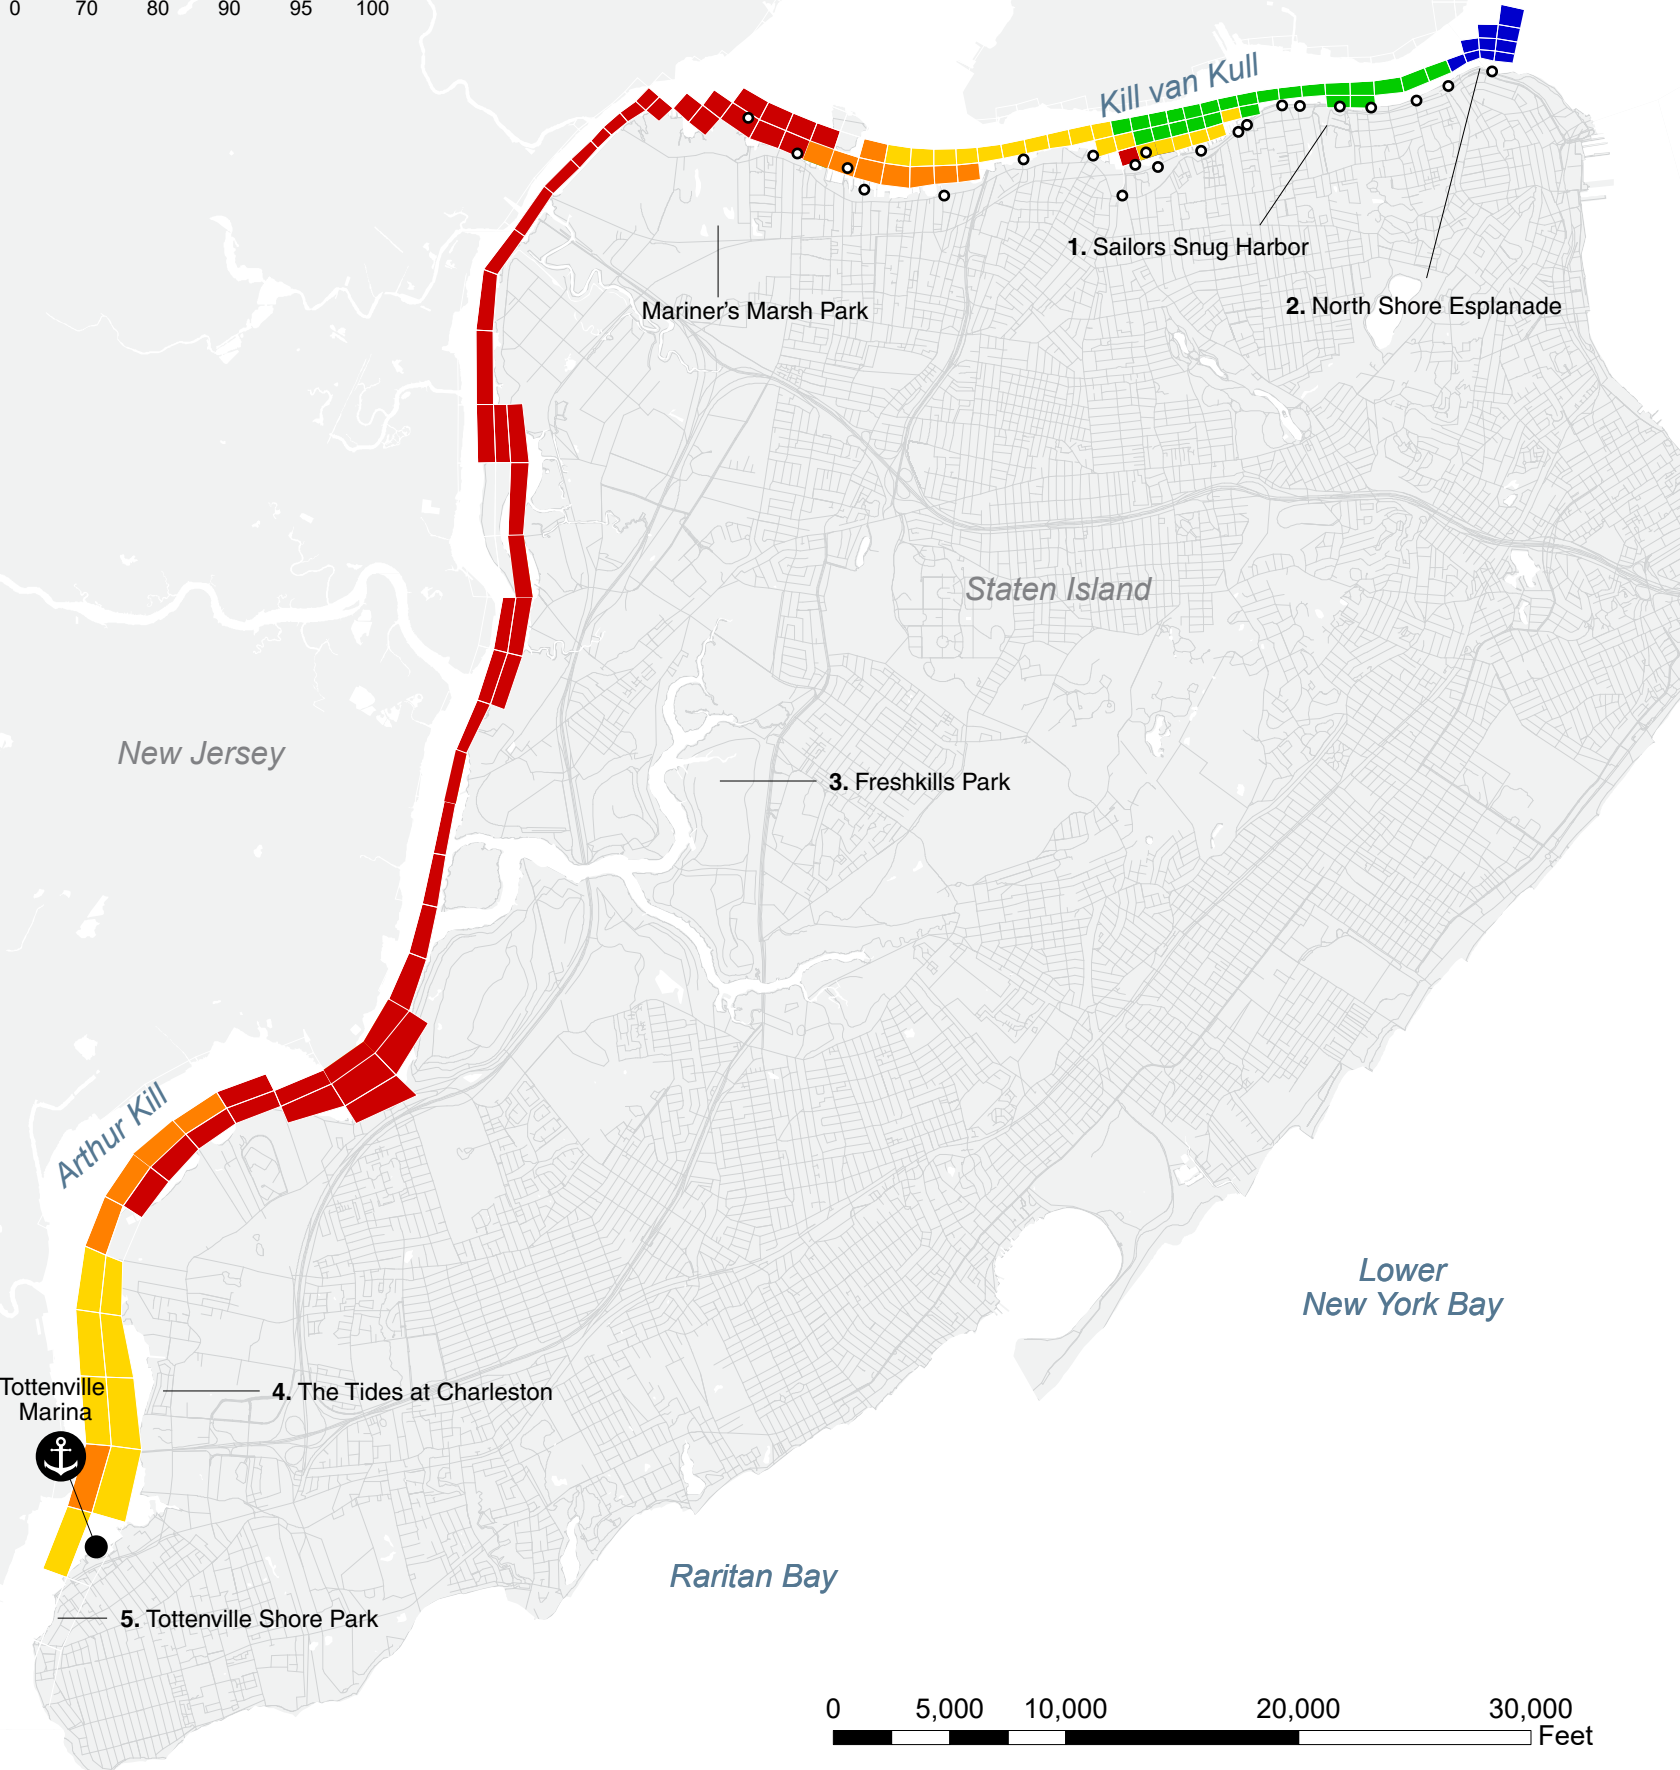 0 70 80 90 95 100
Kill van Kull
1. Sailors Snug Harbor
2. North Shore Esplanade
Mariner’s Marsh Park
Staten Island
New Jersey
3. Freshkills Park
Arthur Kill
Lower
New York Bay
Tottenville
Marina
4. The Tides at Charleston
Raritan Bay
5. Tottenville Shore Park
0 5,000 10,000 20,000 30,000
Feet